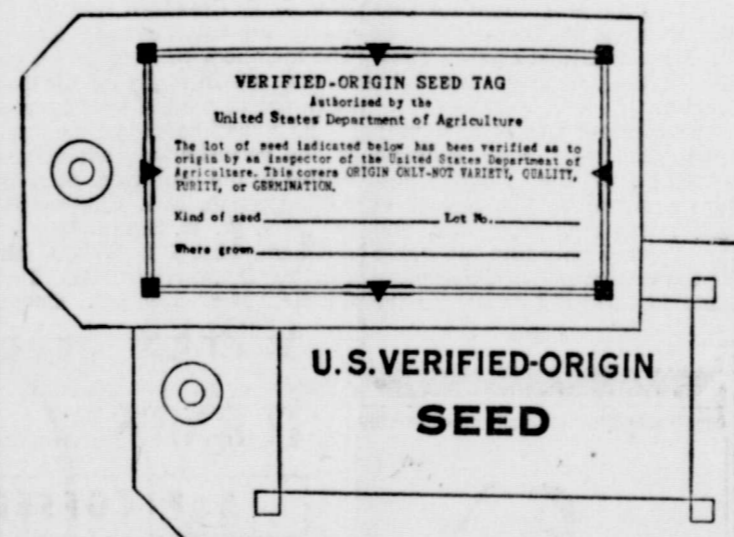 VERIFIED-ORIGIN SEED TAG
Authorized by the
United States Department of Agriculture
The lot of seed indicated below has been verified as to
origin by an inspector of the United States Department of
Agriculture. This covers ORIGIN ONLY-NOT VARIETY, QUALITY,
PURITY, or GERMINATION.
Kind of seed Lot No.
Where grown
U.S. VERIFIED-ORIGIN
SEED